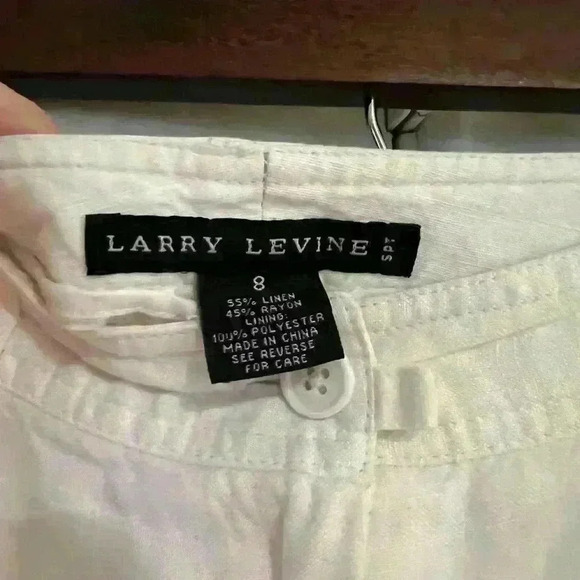 LARRY LEVINE SPT
8
55% LINEN
45% RAYON
LINING:
100% POLYESTER
MADE IN CHINA
SEE REVERSE
FOR CARE